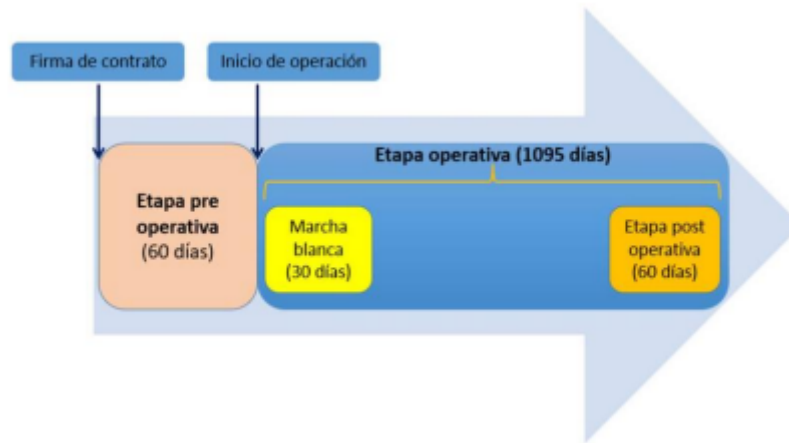 Firma de contrato
Inicio de operación
Etapa operativa (1095 días)
Etapa pre
operativa
(60 días)
Marcha
blanca
(30 días)
Etapa post
operativa
(60 días)